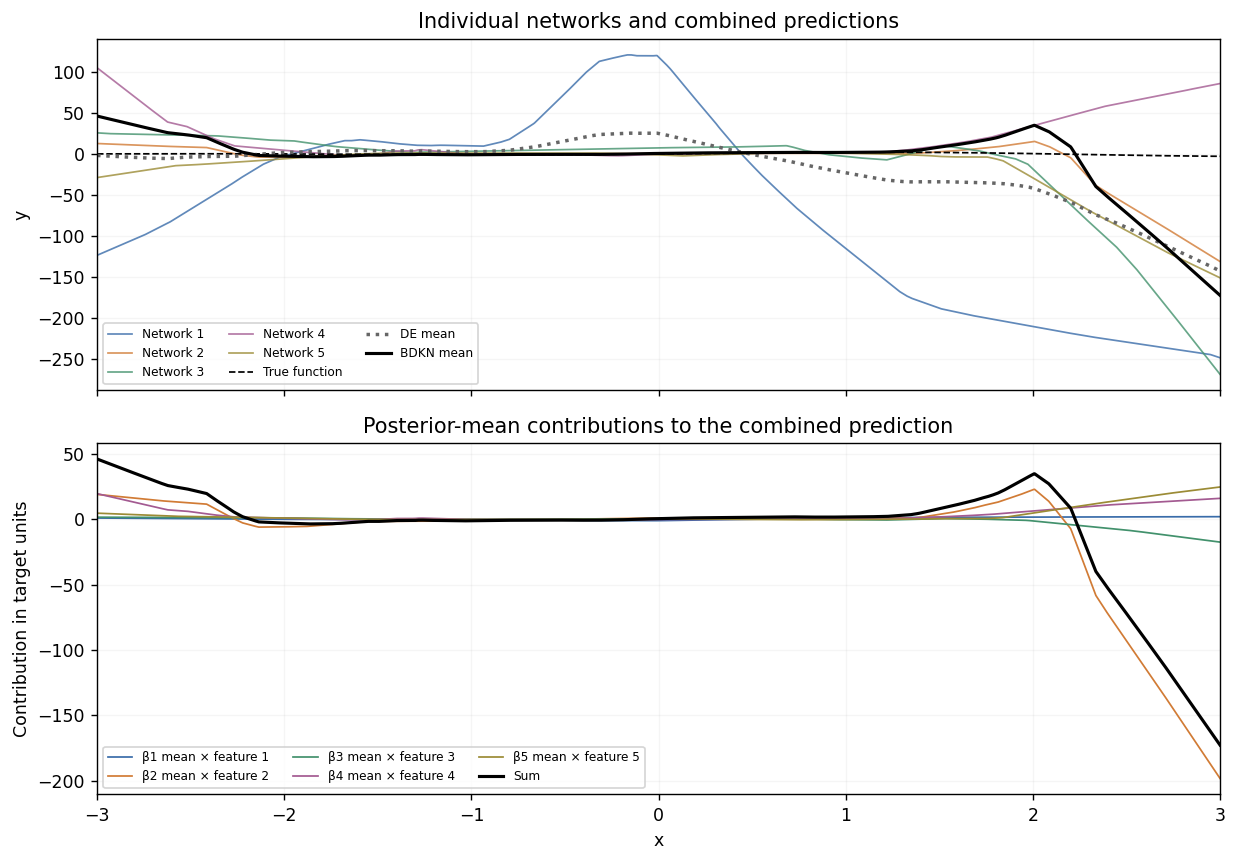 Individual networks and combined predictions
100
50
0
−50
−100
−150
−200
−250
y
Network 1
Network 2
Network 3
Network 4
Network 5
True function
DE mean
BDKN mean
Posterior-mean contributions to the combined prediction
50
0
−50
−100
−150
−200
Contribution in target units
β1 mean × feature 1
β2 mean × feature 2
β3 mean × feature 3
β4 mean × feature 4
β5 mean × feature 5
Sum
−3
−2
−1
0
1
2
3
x